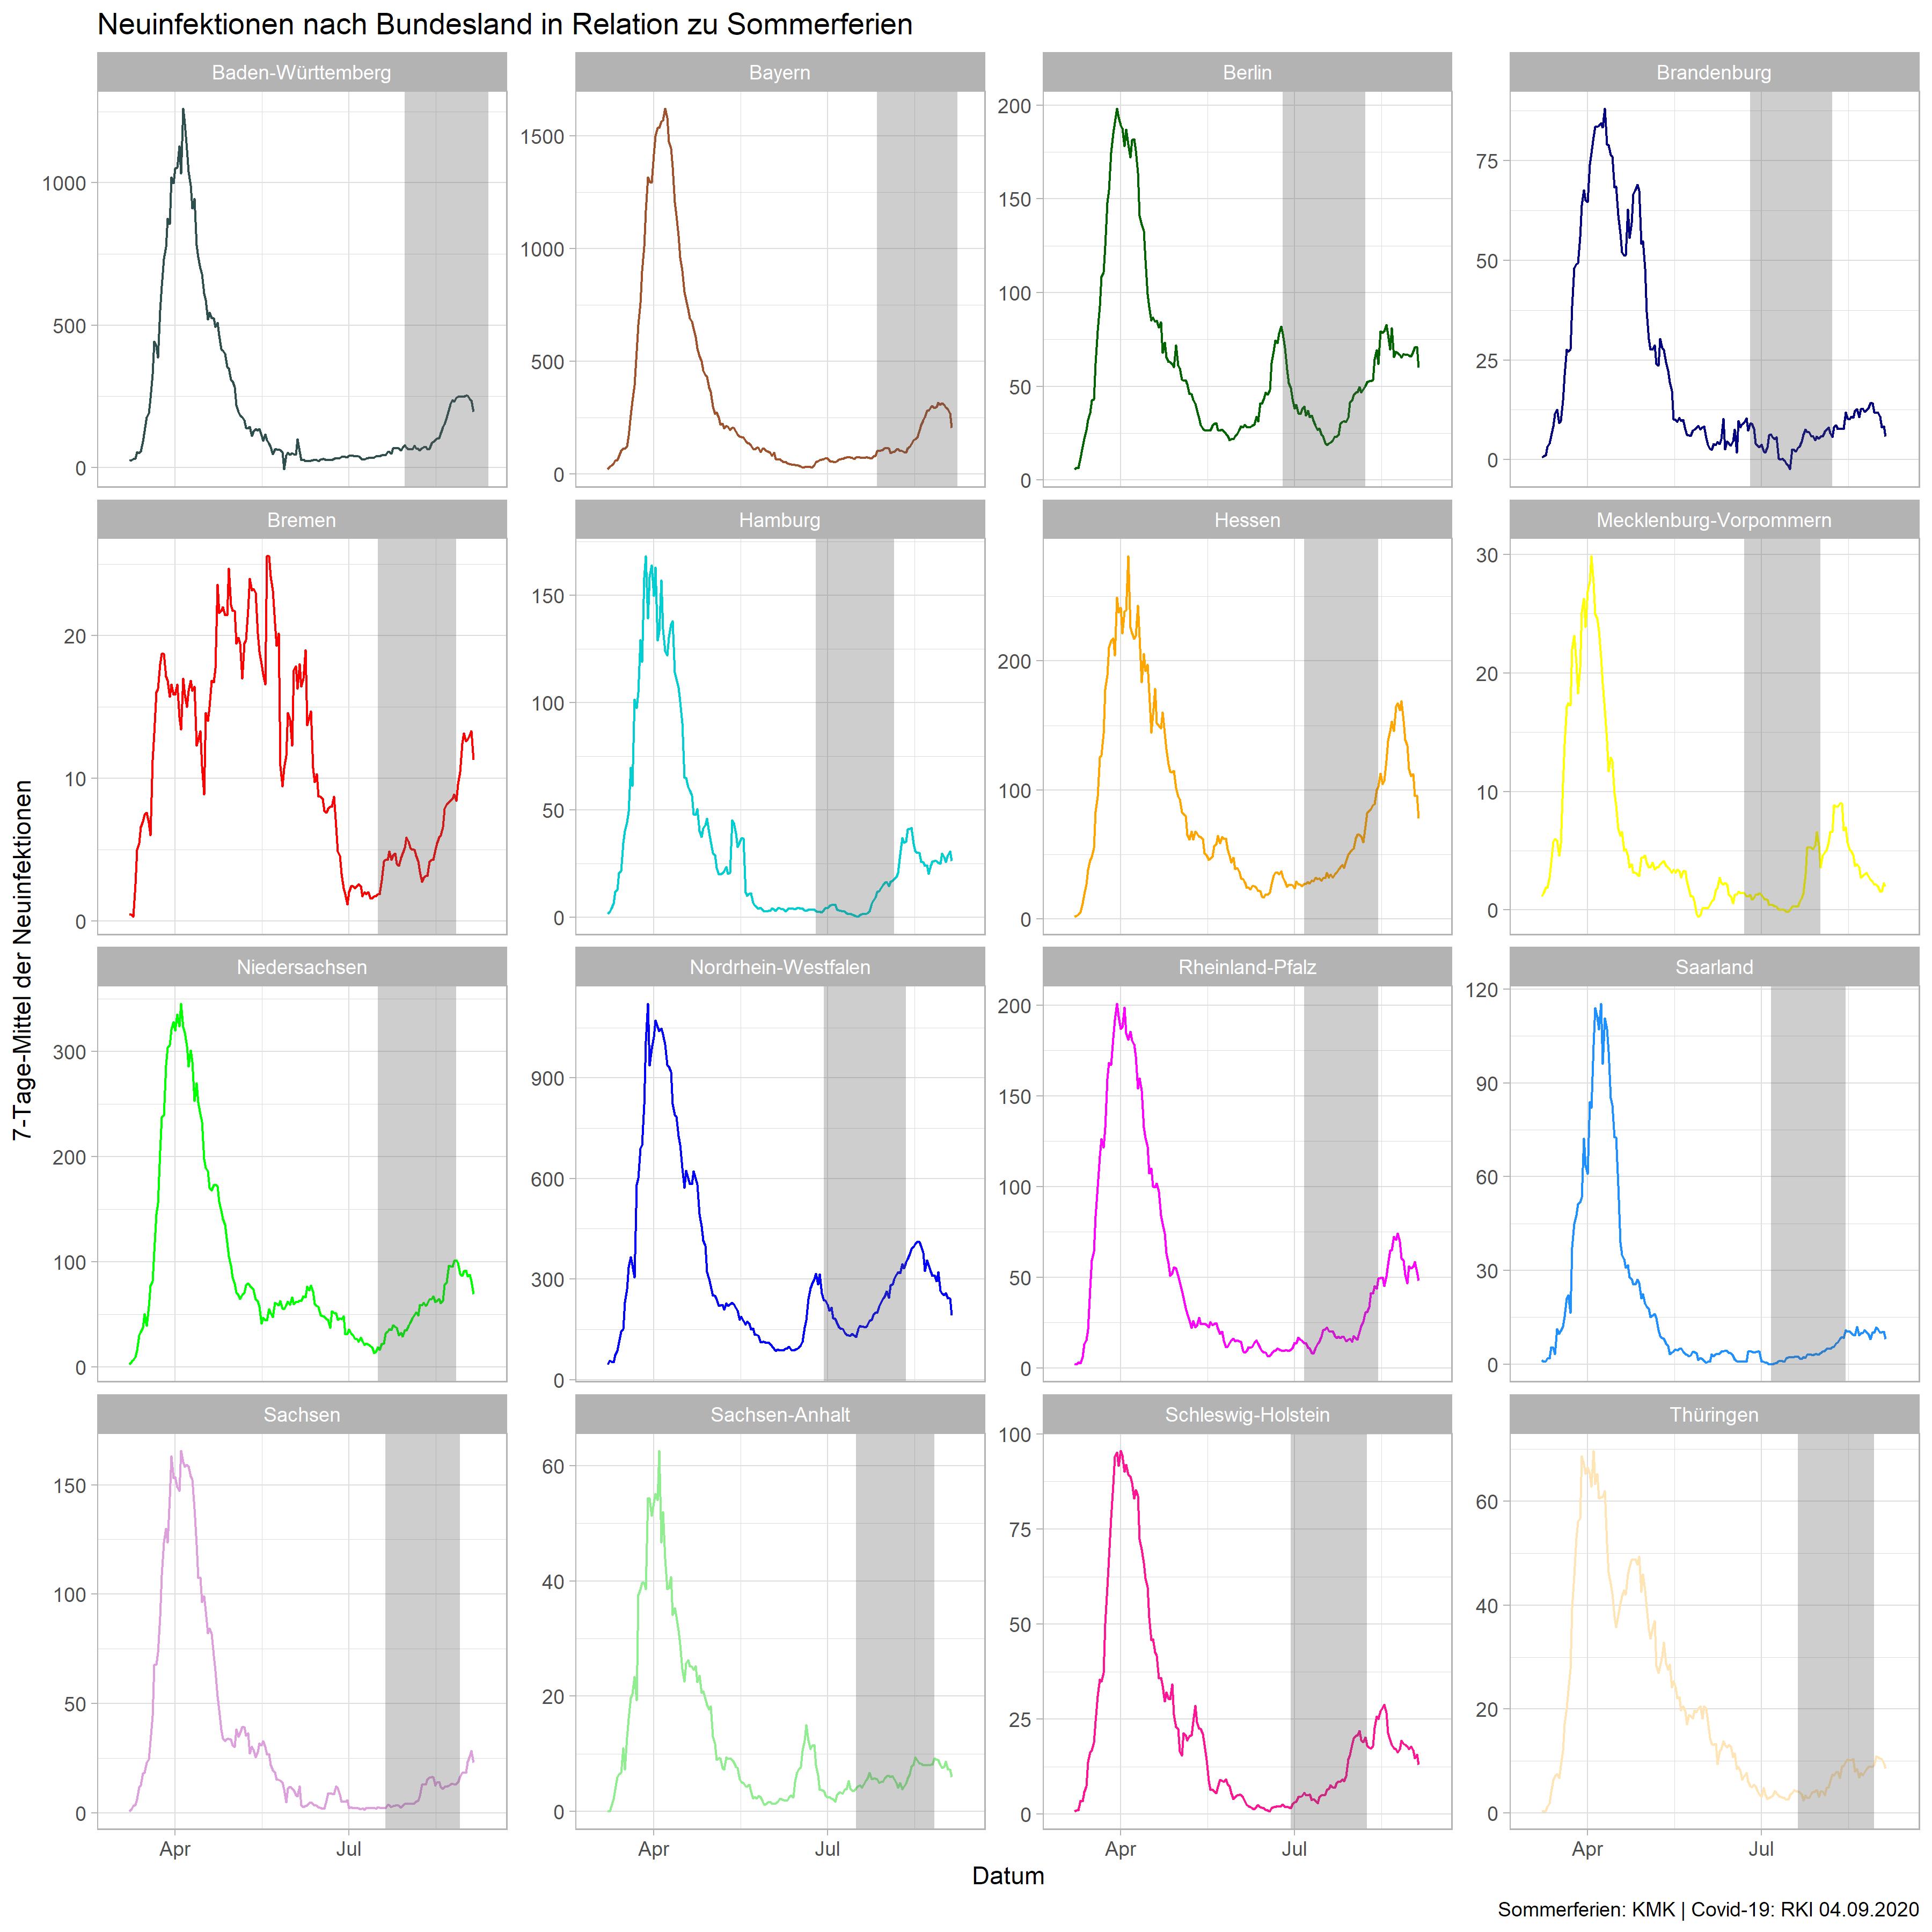 Neuinfektionen nach Bundesland in Relation zu Sommerferien
Baden-Württemberg
Bayern
Berlin
Brandenburg
1000
500
0
1500
1000
500
0
200
150
100
50
0
75
50
25
0
Bremen
Hamburg
Hessen
Mecklenburg-Vorpommern
20
10
0
150
100
50
0
200
100
0
30
20
10
0
7-Tage-Mittel der Neuinfektionen
Niedersachsen
Nordrhein-Westfalen
Rheinland-Pfalz
Saarland
300
200
100
0
900
600
300
0
200
150
100
50
0
120
90
60
30
0
Sachsen
Sachsen-Anhalt
Schleswig-Holstein
Thüringen
150
100
50
0
60
40
20
0
100
75
50
25
0
60
40
20
0
Apr Jul
Apr Jul
Apr Jul
Apr Jul
Datum
Sommerferien: KMK | Covid-19: RKI 04.09.2020